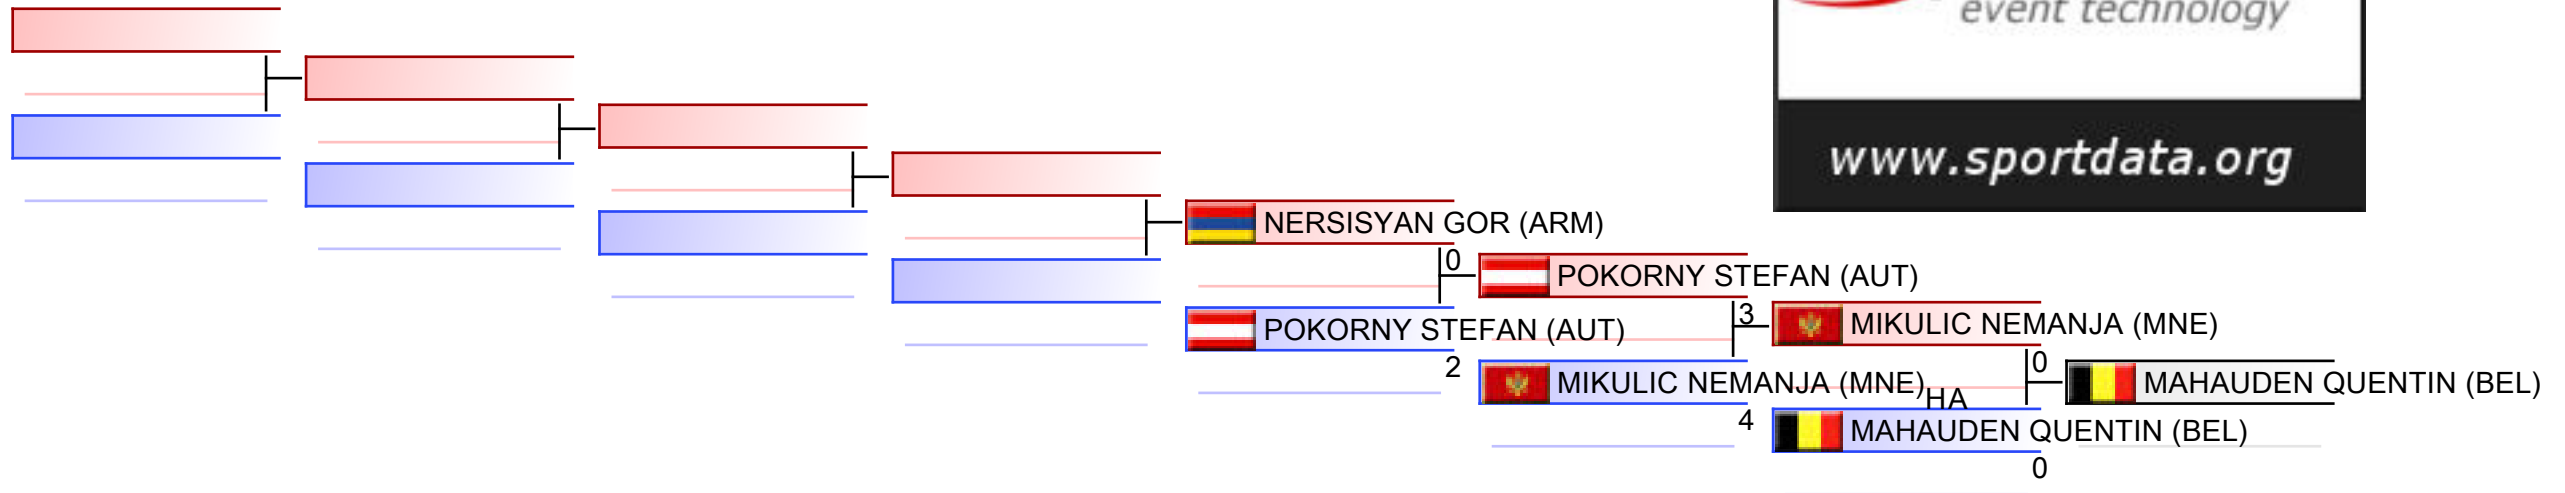 event technology
www.sportdata.org
NERSISYAN GOR (ARM)
0
POKORNY STEFAN (AUT)
POKORNY STEFAN (AUT)
2
3
MIKULIC NEMANJA (MNE)
MIKULIC NEMANJA (MNE)
4
0
MAHAUDEN QUENTIN (BEL)
HA
MAHAUDEN QUENTIN (BEL)
0